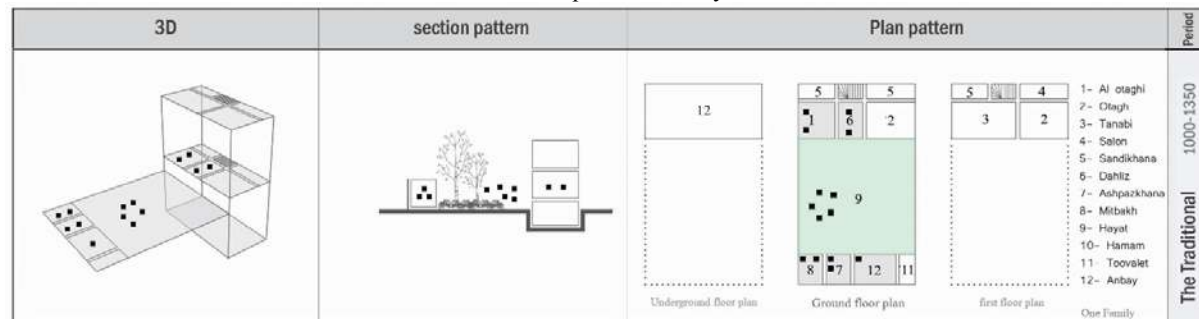 3D
section pattern
Plan pattern
Period
12
Underground floor plan
5
5
1
6
2
9
8
7
12
11
Ground floor plan
5
4
3
2
first floor plan
1- Al otaghi
2- Otagh
3- Tanabi
4- Salon
5- Sandikhana
6- Dahliz
7- Ashpazkhana
8- Mitbakh
9- Hayat
10- Hamam
11- Toovalet
12- Anbay
One Family
The Traditional 1000-1350